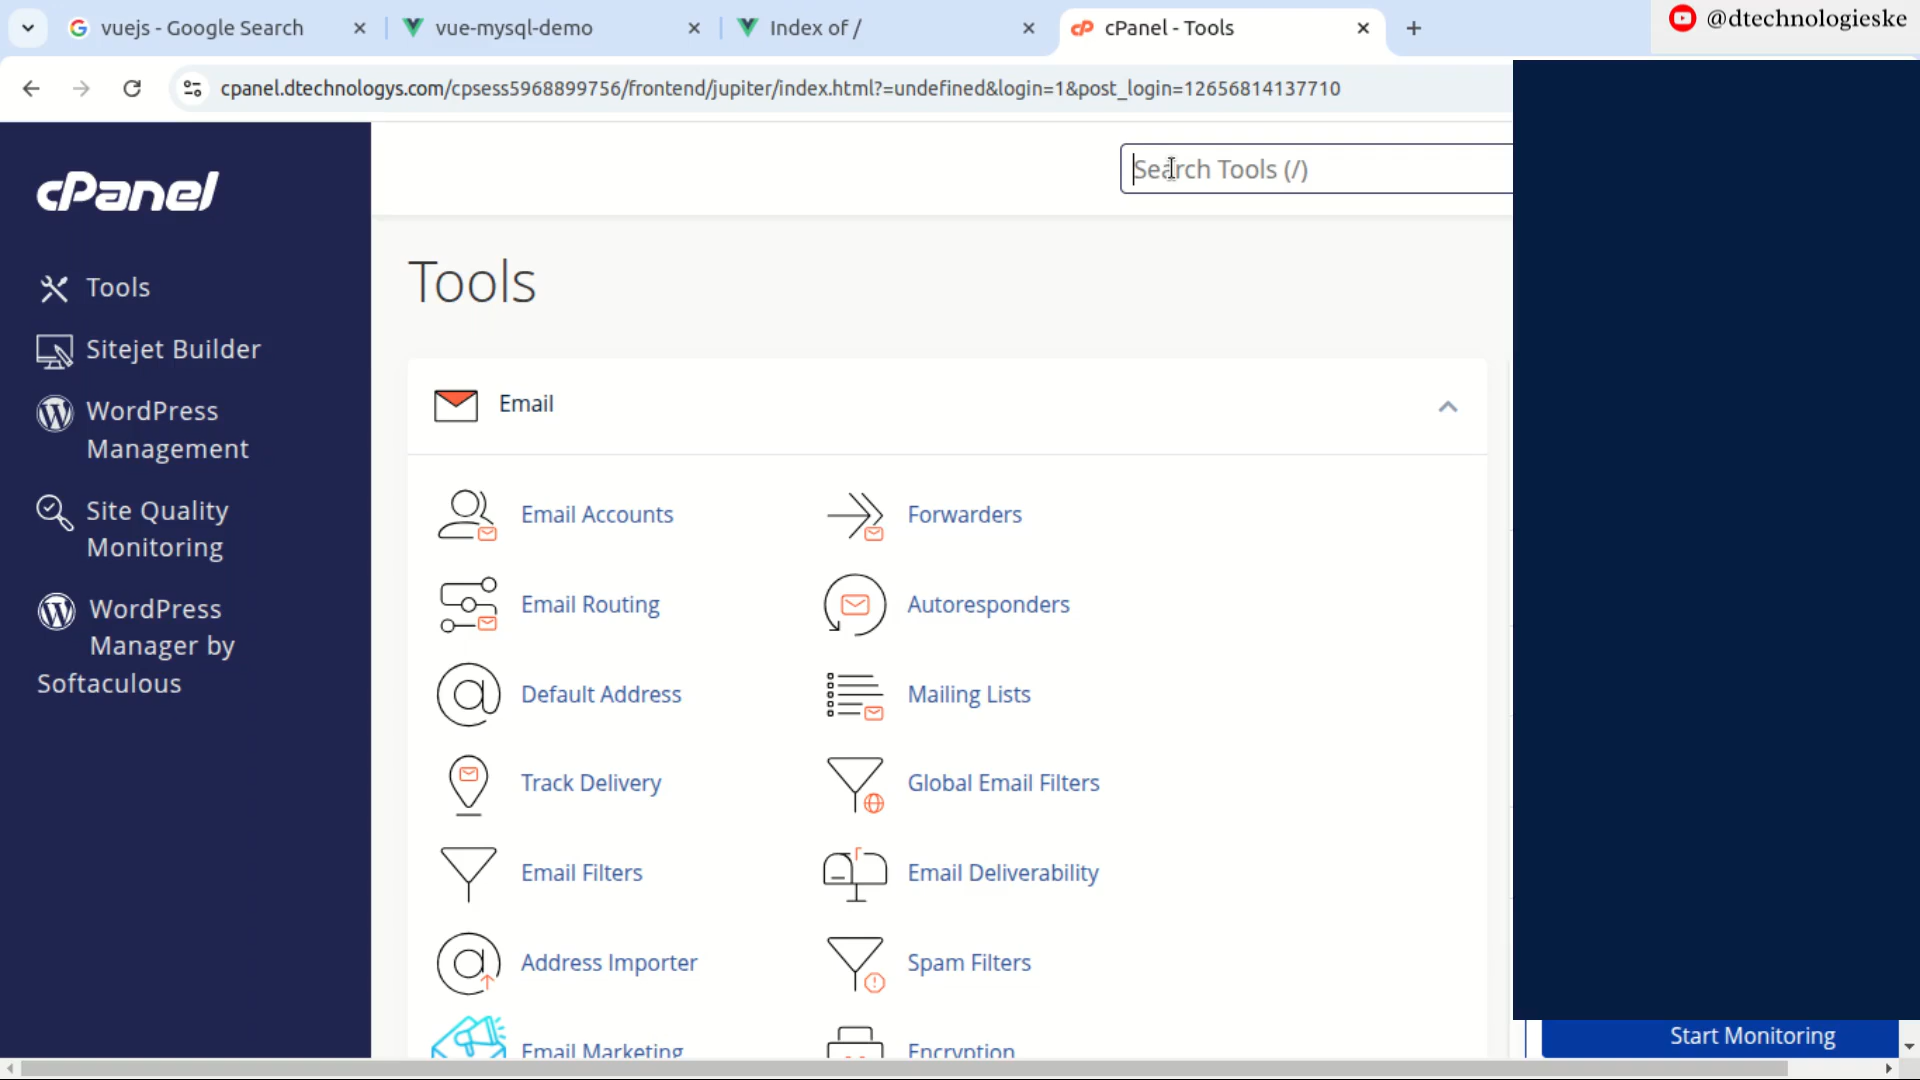 vuejs - Google Search
vue-mysql-demo
Index of /
cPanel - Tools
@dtechnologieske
cpanel.dtechnologys.com/cpsess5968899756/frontend/jupiter/index.html?=undefined&login=1&post_login=12656814137710
cPanel
Search Tools (/)
Tools
Sitejet Builder
WordPress
Management
Site Quality
Monitoring
WordPress
Manager by
Softaculous
Tools
Email
Email Accounts
Forwarders
Email Routing
Autoresponders
Default Address
Mailing Lists
Track Delivery
Global Email Filters
Email Filters
Email Deliverability
Address Importer
Spam Filters
Email Marketing
Encryption
Start Monitoring